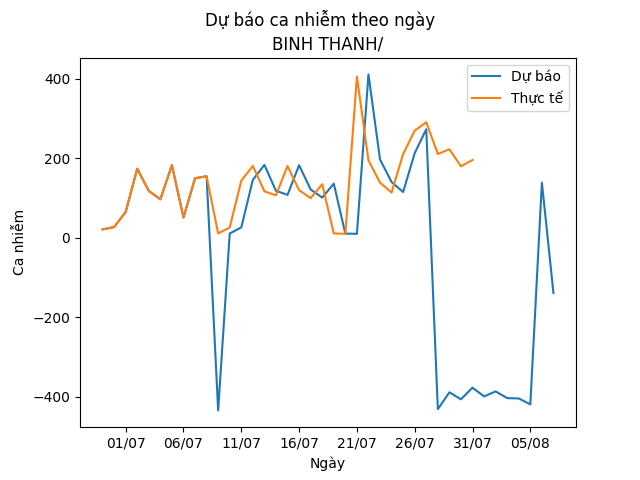 Dự báo ca nhiễm theo ngày
BINH THANH/
Dự báo
Thực tế
Ca nhiễm
400
200
0
−200
−400
01/07
06/07
11/07
16/07
21/07
26/07
31/07
05/08
Ngày